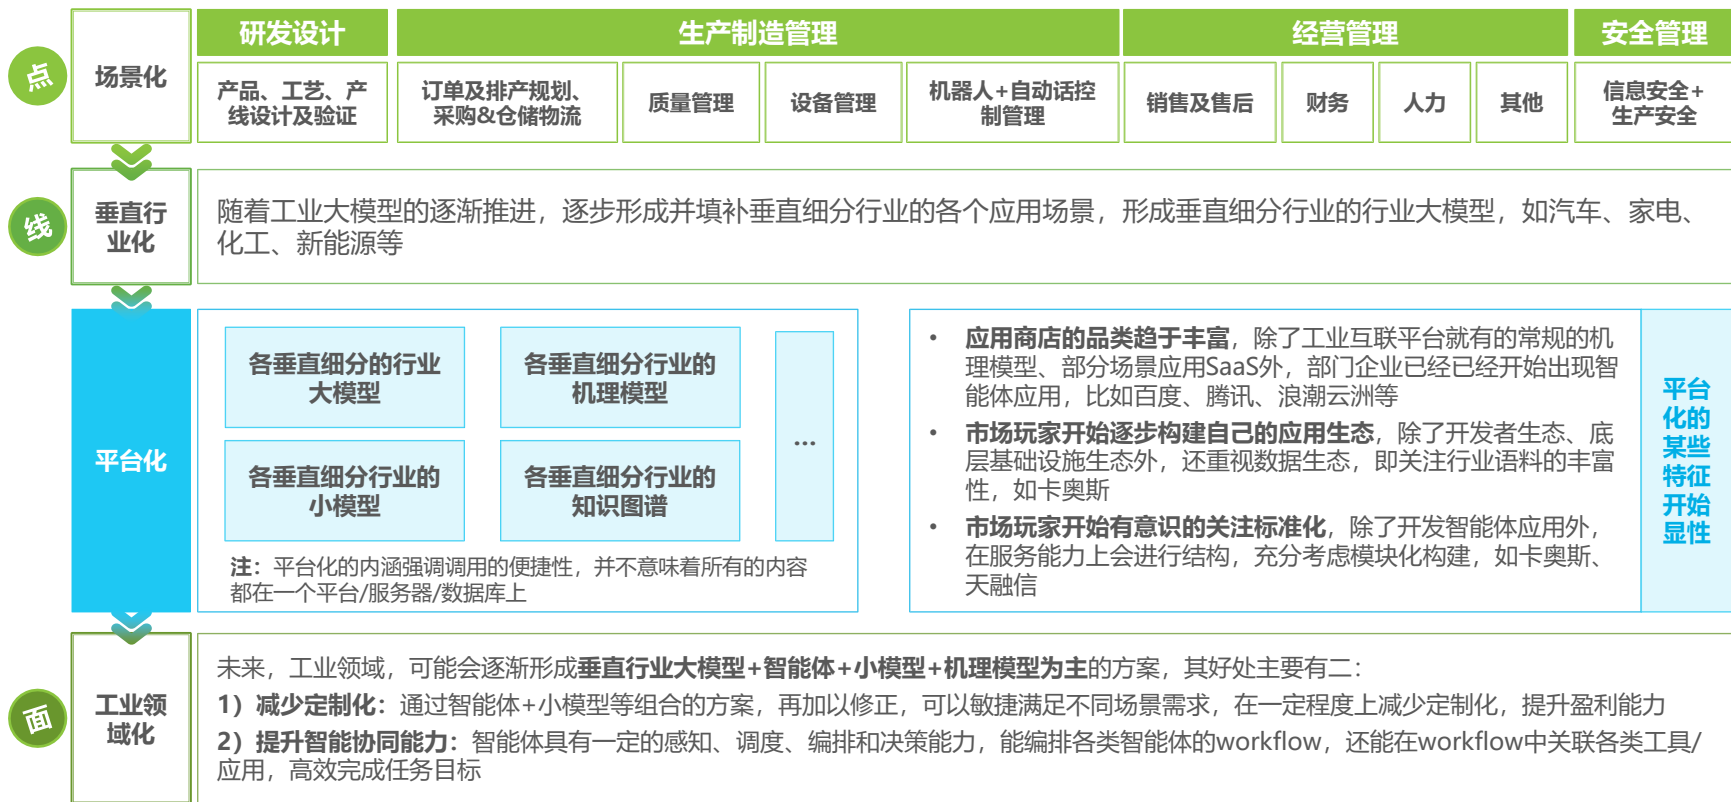 点
场景化
研发设计
生产制造管理
经营管理
安全管理
产品、工艺、产
线设计及验证
订单及排产规划、
采购&仓储物流
质量管理
设备管理
机器人+自动话控
制管理
销售及售后
财务
人力
其他
信息安全+
生产安全
线
垂直行
业化
随着工业大模型的逐渐推进，逐步形成并填补垂直细分行业的各个应用场景，形成垂直细分行业的行业大模型，如汽车、家电、
化工、新能源等
平台化
各垂直细分的行业
大模型
各垂直细分行业的
机理模型
各垂直细分行业的
小模型
各垂直细分行业的
知识图谱
...
注：平台化的内涵强调调用的便捷性，并不意味着所有的内容
都在一个平台/服务器/数据库上
• 应用商店的品类趋于丰富，除了工业互联平台就有的常规的机
理模型、部分场景应用SaaS外，部门企业已经已经开始出现智
能体应用，比如百度、腾讯、浪潮云洲等
• 市场玩家开始逐步构建自己的应用生态，除了开发者生态、底
层基础设施生态外，还重视数据生态，即关注行业语料的丰富
性，如卡奥斯
• 市场玩家开始有意识的关注标准化，除了开发智能体应用外，
在服务能力上会进行结构，充分考虑模块化构建，如卡奥斯、
天融信
平台
化的
某些
特征
开始
显性
面
工业领
域化
未来，工业领域，可能会逐渐形成垂直行业大模型+智能体+小模型+机理模型为主的方案，其好处主要有二：
1）减少定制化：通过智能体+小模型等组合的方案，再加以修正，可以敏捷满足不同场景需求，在一定程度上减少定制化，提升盈利能力
2）提升智能协同能力：智能体具有一定的感知、调度、编排和决策能力，能编排各类智能体的workflow，还能在workflow中关联各类工具/
应用，高效完成任务目标